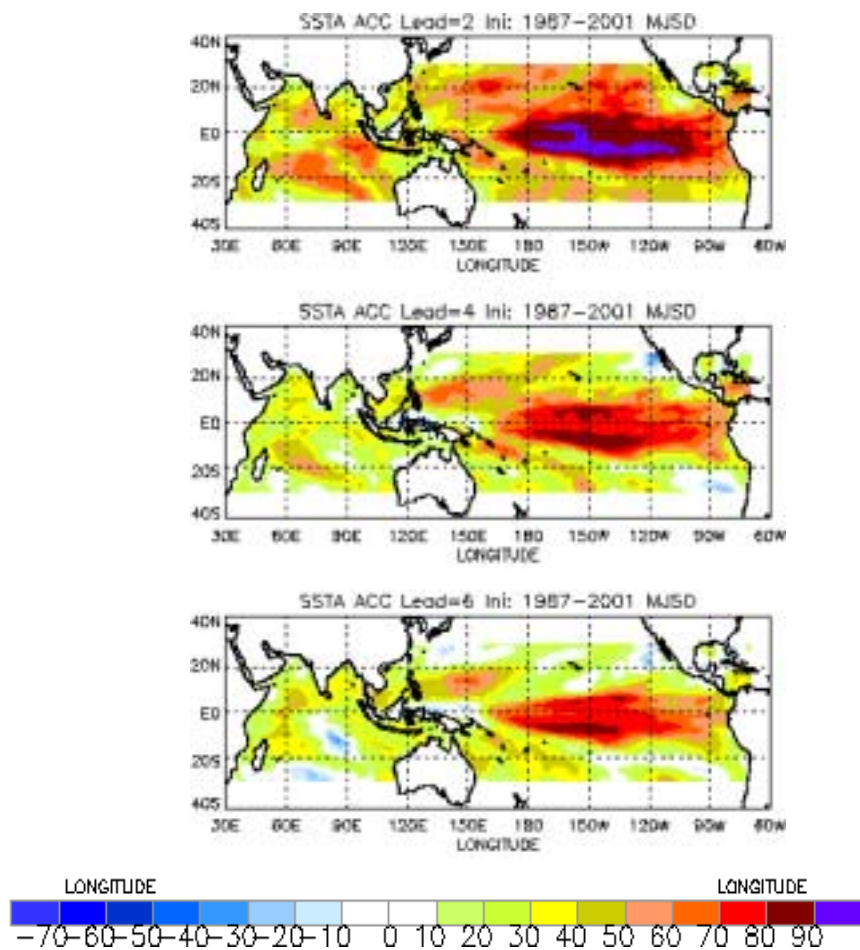 SSTA ACC Lead=2 Ini: 1987-2001 MJSD
40N
20N
EQ
20S
40S
30E 60E 90E 120E 150E 180 150W 120W 90W 60W
LONGITUDE
SSTA ACC Lead=4 Ini: 1987-2001 MJSD
40N
20N
EQ
20S
40S
30E 60E 90E 120E 150E 180 150W 120W 90W 60W
LONGITUDE
SSTA ACC Lead=6 Ini: 1987-2001 MJSD
40N
20N
EQ
20S
40S
30E 60E 90E 120E 150E 180 150W 120W 90W 60W
LONGITUDE
LONGITUDE LONGITUDE
-70 -60 -50 -40 -30 -20 -10 0 10 20 30 40 50 60 70 80 90